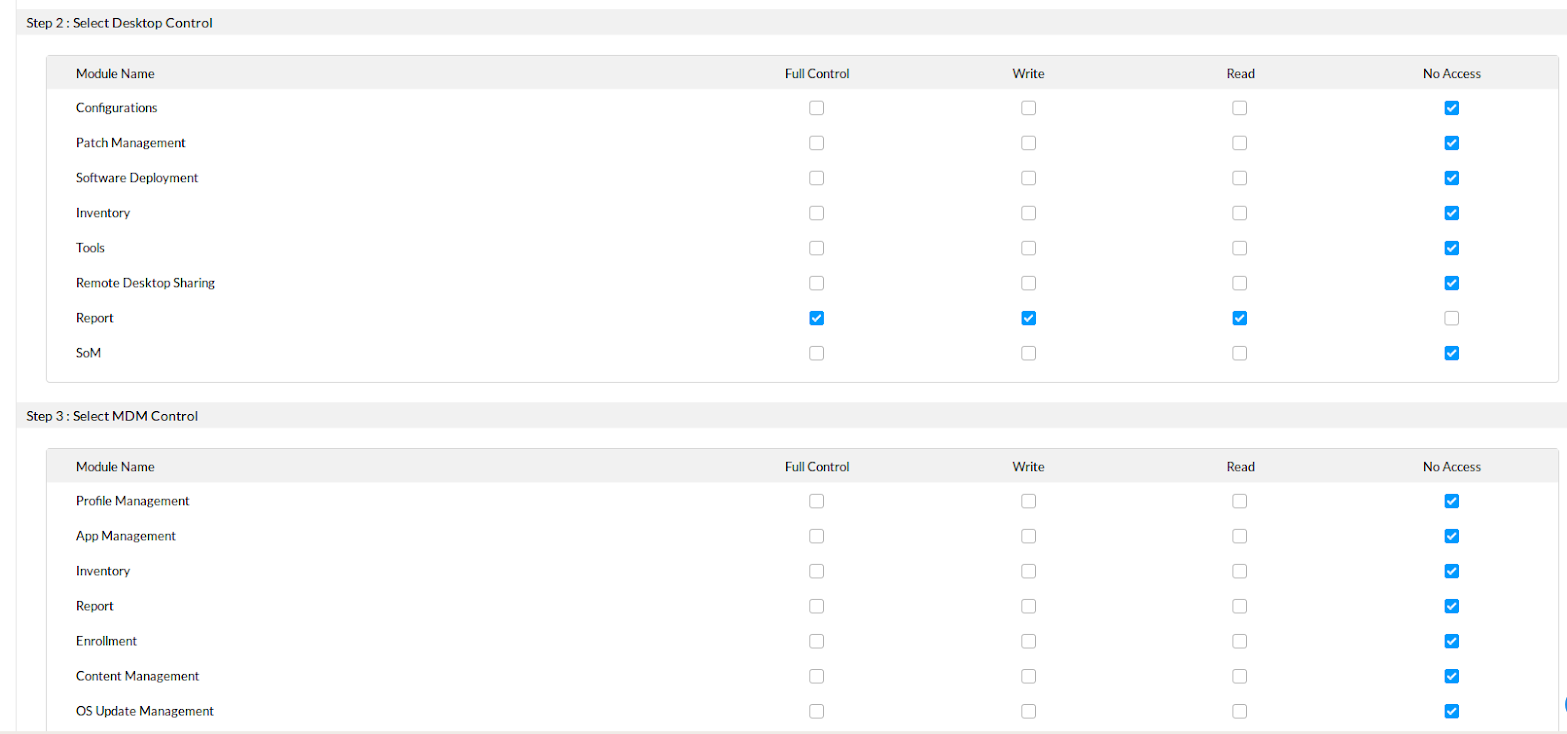 Step 2 : Select Desktop Control
Module Name Full Control Write Read No Access
Configurations
Patch Management
Software Deployment
Inventory
Tools
Remote Desktop Sharing
Report
SoM
Step 3 : Select MDM Control
Module Name Full Control Write Read No Access
Profile Management
App Management
Inventory
Report
Enrollment
Content Management
OS Update Management